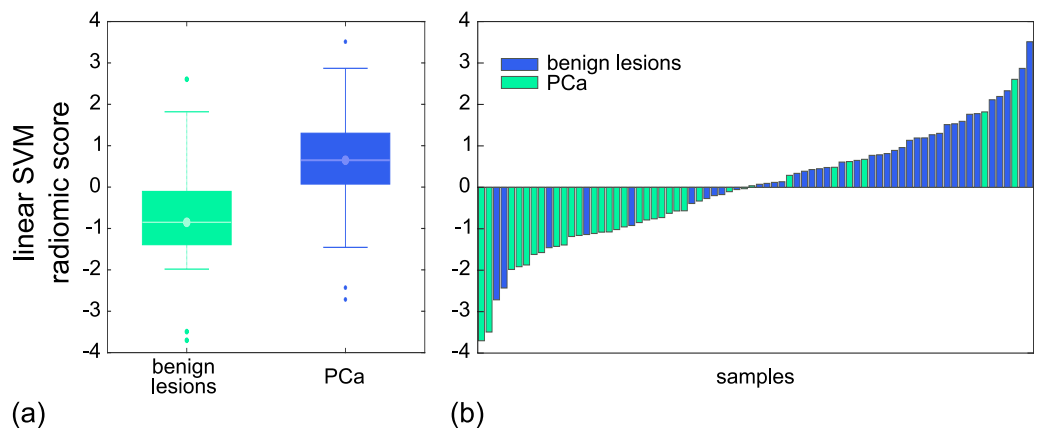 linear SVM
radiomic score
4
3
2
1
0
-1
-2
-3
-4
benign
lesions
PCa
(a)
4
3
2
1
0
-1
-2
-3
-4
benign lesions
PCa
samples
(b)